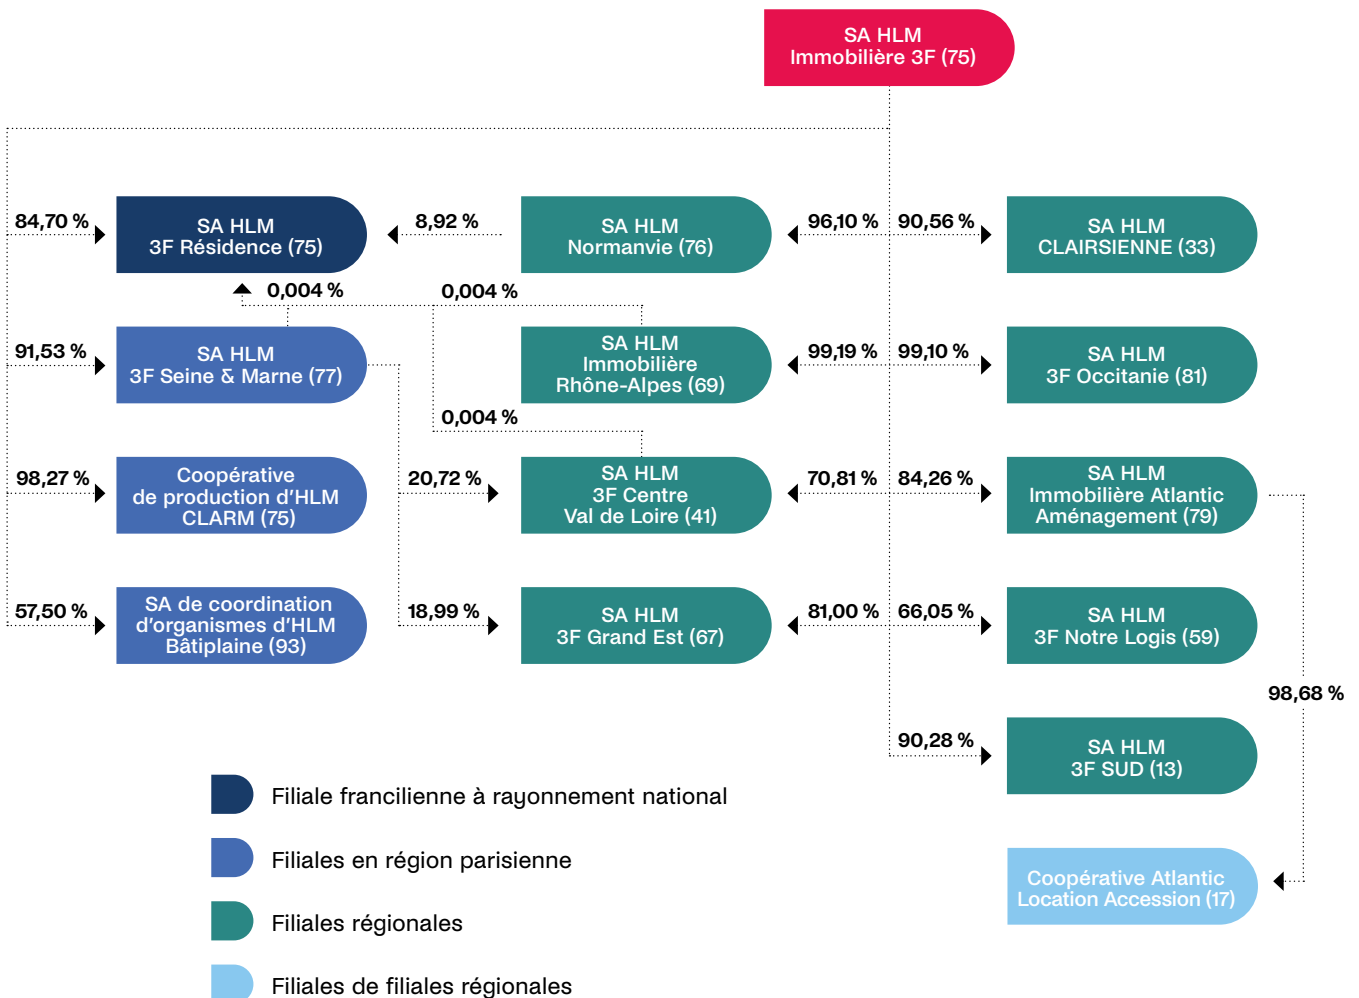 SA HLM
Immobilière 3F (75)
84,70 %
SA HLM
3F Résidence (75)
8,92 %
SA HLM
Normanvie (76)
96,10 %
90,56 %
SA HLM
CLAIRSIENNE (33)
0,004 %
0,004 %
91,53 %
SA HLM
3F Seine & Marne (77)
SA HLM
Immobilière
Rhône-Alpes (69)
99,19 %
99,10 %
SA HLM
3F Occitanie (81)
0,004 %
98,27 %
Coopérative
de production d'HLM
CLARM (75)
20,72 %
SA HLM
3F Centre
Val de Loire (41)
70,81 %
84,26 %
SA HLM
Immobilière Atlantic
Aménagement (79)
57,50 %
SA de coordination
d'organismes d'HLM
Bâtiplaine (93)
18,99 %
SA HLM
3F Grand Est (67)
81,00 %
66,05 %
SA HLM
3F Notre Logis (59)
98,68 %
90,28 %
SA HLM
3F SUD (13)
Coopérative Atlantic
Location Accession (17)
Filiale francilienne à rayonnement national
Filiales en région parisienne
Filiales régionales
Filiales de filiales régionales